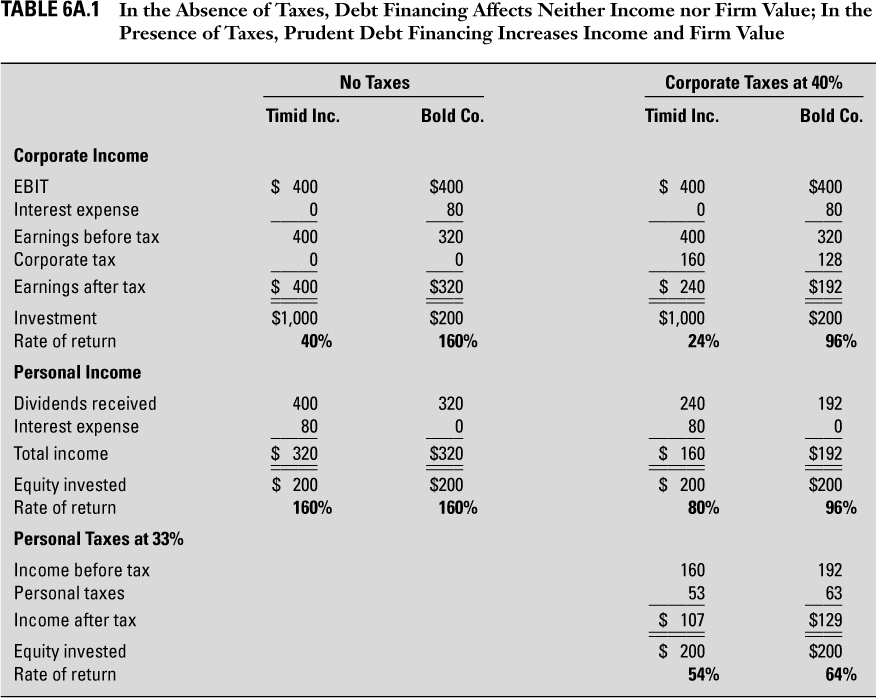 TABLE 6A.1 In the Absence of Taxes, Debt Financing Affects Neither Income nor Firm Value; In the
Presence of Taxes, Prudent Debt Financing Increases Income and Firm Value
No Taxes Corporate Taxes at 40%
Timid Inc. Bold Co. Timid Inc. Bold Co.
Corporate Income
EBIT $ 400 $400 $ 400 $400
Interest expense 0 80 0 80
Earnings before tax 400 320 400 320
Corporate tax 0 0 160 128
Earnings after tax $ 400 $320 $ 240 $192
Investment $1,000 $200 $1,000 $200
Rate of return 40% 160% 24% 96%
Personal Income
Dividends received 400 320 240 192
Interest expense 80 0 80 0
Total income $ 320 $320 $ 160 $192
Equity invested $ 200 $200 $ 200 $200
Rate of return 160% 160% 80% 96%
Personal Taxes at 33%
Income before tax 160 192
Personal taxes 53 63
Income after tax $ 107 $129
Equity invested $ 200 $200
Rate of return 54% 64%